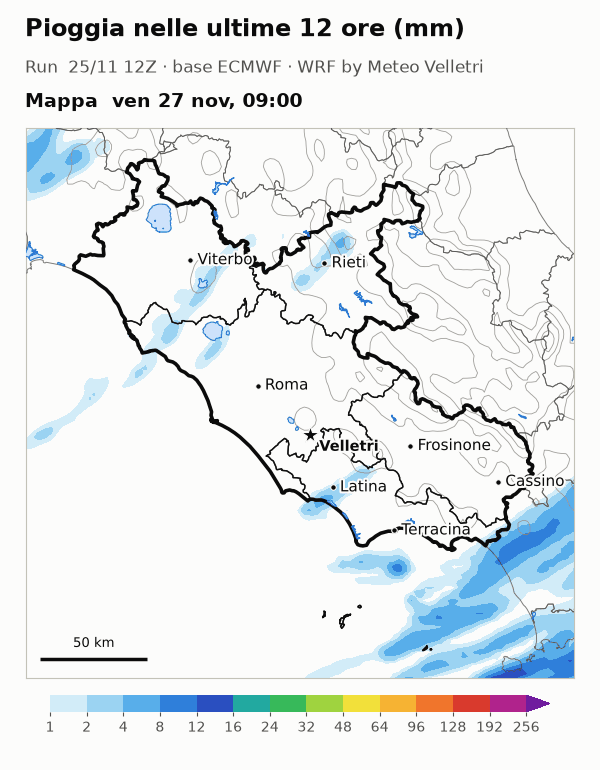 Pioggia nelle ultime 12 ore (mm)
Run 25/11 12Z · base ECMWF · WRF by Meteo Velletri
Mappa ven 27 nov, 09:00
Viterbo
Rieti
Roma
Velletri
Frosinone
Latina
Cassino
Terracina
50 km
1 2 4 8 12 16 24 32 48 64 96 128 192 256